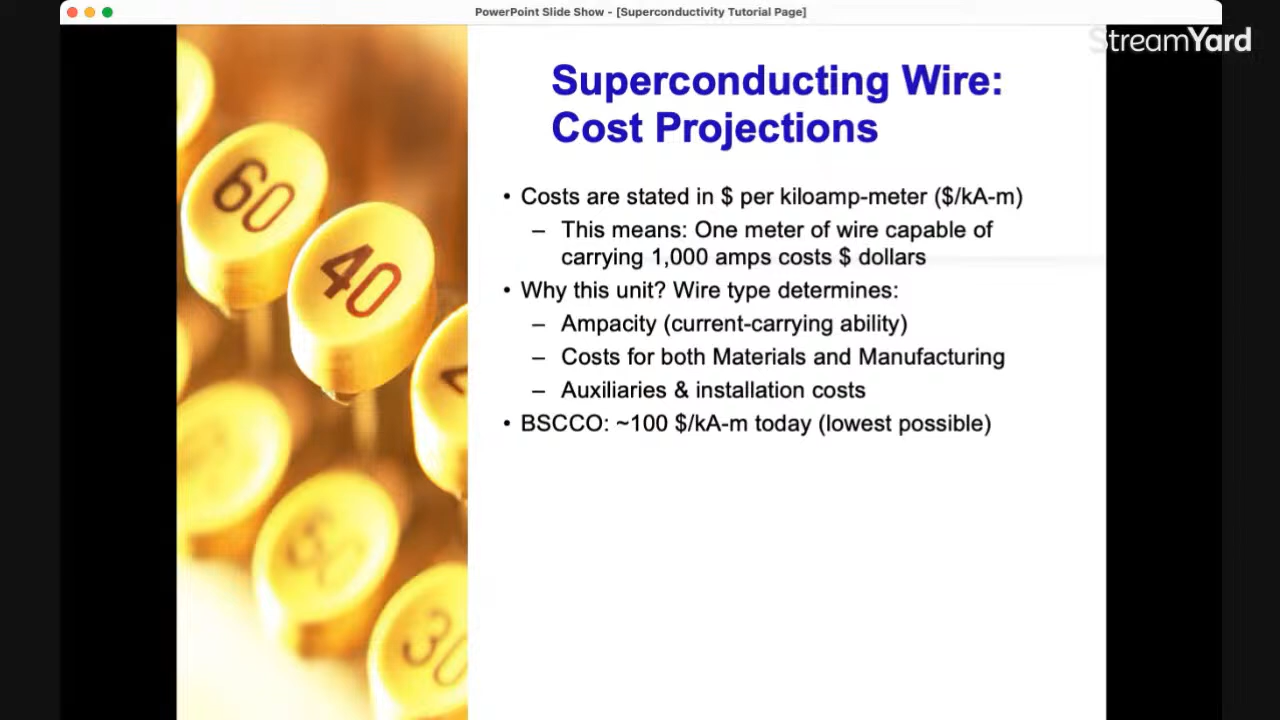 PowerPoint Slide Show - [Superconductivity Tutorial Page]
StreamYard
Superconducting Wire:
Cost Projections
• Costs are stated in $ per kiloamp-meter ($/kA-m)
– This means: One meter of wire capable of
carrying 1,000 amps costs $ dollars
• Why this unit? Wire type determines:
– Ampacity (current-carrying ability)
– Costs for both Materials and Manufacturing
– Auxiliaries & installation costs
• BSCCO: ~100 $/kA-m today (lowest possible)
60
40
30